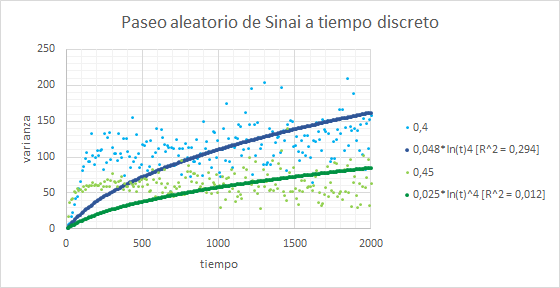 Paseo aleatorio de Sinai a tiempo discreto
250
200
150
100
50
0
0
500
1000
1500
2000
varianza
tiempo
0,4
0,048*ln(t)4 [R^2 = 0,294]
0,45
0,025*ln(t)^4 [R^2 = 0,012]